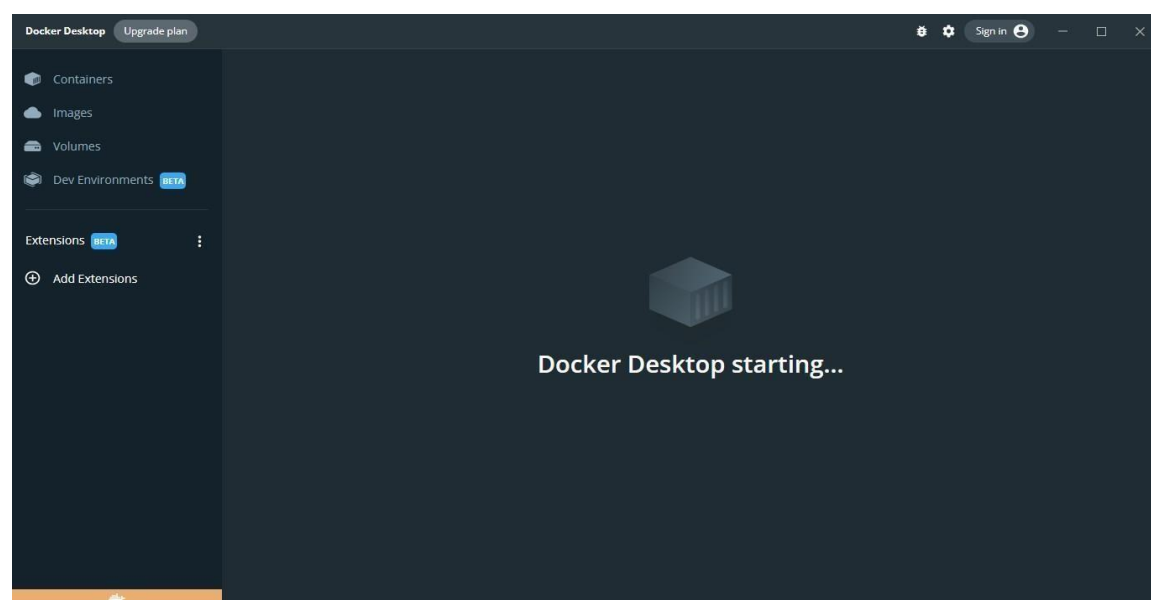 Docker Desktop Upgrade plan Sign in
Containers
Images
Volumes
Dev Environments BETA
Extensions BETA
Add Extensions
Docker Desktop starting...